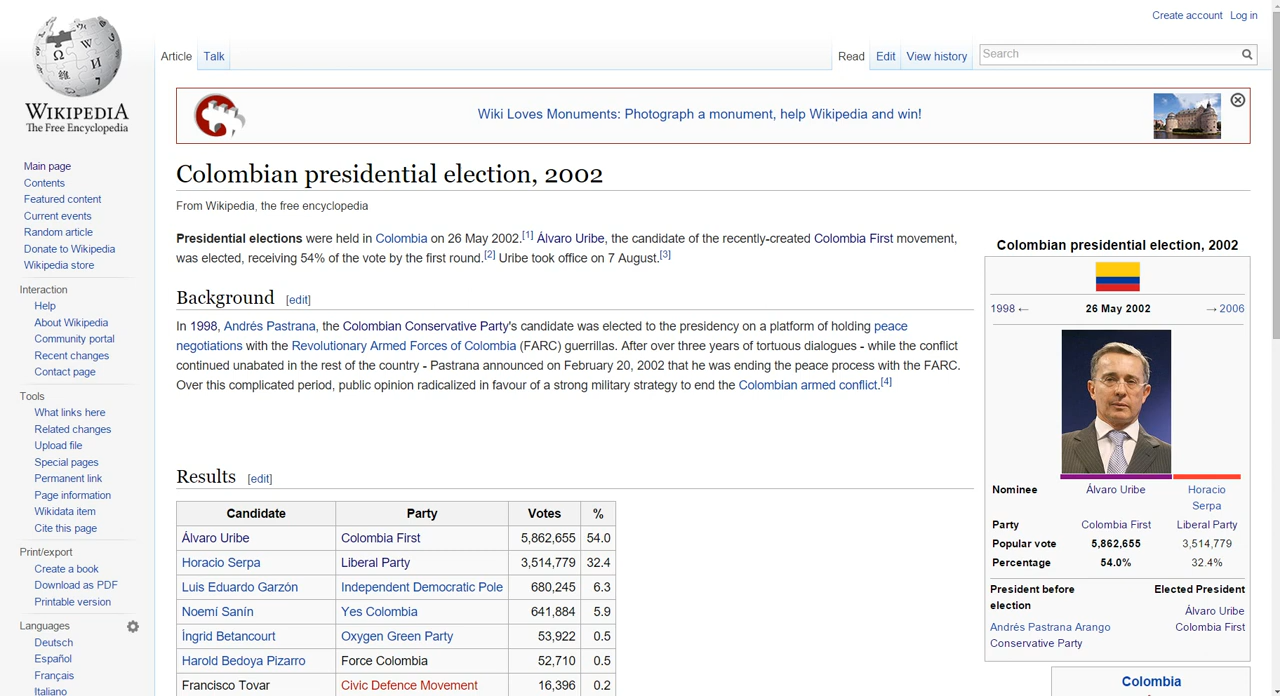 Create account Log in
Article Talk Read Edit View history Search
WIKIPEDIA
The Free Encyclopedia
Main page
Contents
Featured content
Current events
Random article
Donate to Wikipedia
Wikipedia store
Interaction
Help
About Wikipedia
Community portal
Recent changes
Contact page
Tools
What links here
Related changes
Upload file
Special pages
Permanent link
Page information
Wikidata item
Cite this page
Print/export
Create a book
Download as PDF
Printable version
Languages
Deutsch
Español
Français
Italiano
Wiki Loves Monuments: Photograph a monument, help Wikipedia and win!
Colombian presidential election, 2002
From Wikipedia, the free encyclopedia
Presidential elections were held in Colombia on 26 May 2002.[1] Álvaro Uribe, the candidate of the recently-created Colombia First movement,
was elected, receiving 54% of the vote by the first round.[2] Uribe took office on 7 August.[3]
Background [edit]
In 1998, Andrés Pastrana, the Colombian Conservative Party's candidate was elected to the presidency on a platform of holding peace
negotiations with the Revolutionary Armed Forces of Colombia (FARC) guerrillas. After over three years of tortuous dialogues - while the conflict
continued unabated in the rest of the country - Pastrana announced on February 20, 2002 that he was ending the peace process with the FARC.
Over this complicated period, public opinion radicalized in favour of a strong military strategy to end the Colombian armed conflict.[4]
Results [edit]
Candidate Party Votes %
Álvaro Uribe Colombia First 5,862,655 54.0
Horacio Serpa Liberal Party 3,514,779 32.4
Luis Eduardo Garzón Independent Democratic Pole 680,245 6.3
Noemí Sanín Yes Colombia 641,884 5.9
Íngrid Betancourt Oxygen Green Party 53,922 0.5
Harold Bedoya Pizarro Force Colombia 52,710 0.5
Francisco Tovar Civic Defence Movement 16,396 0.2
Colombian presidential election, 2002
1998 ← 26 May 2002 → 2006
Nominee Álvaro Uribe Horacio
Serpa
Party Colombia First Liberal Party
Popular vote 5,862,655 3,514,779
Percentage 54.0% 32.4%
President before
election
Andrés Pastrana Arango
Conservative Party
Elected President
Álvaro Uribe
Colombia First
Colombia